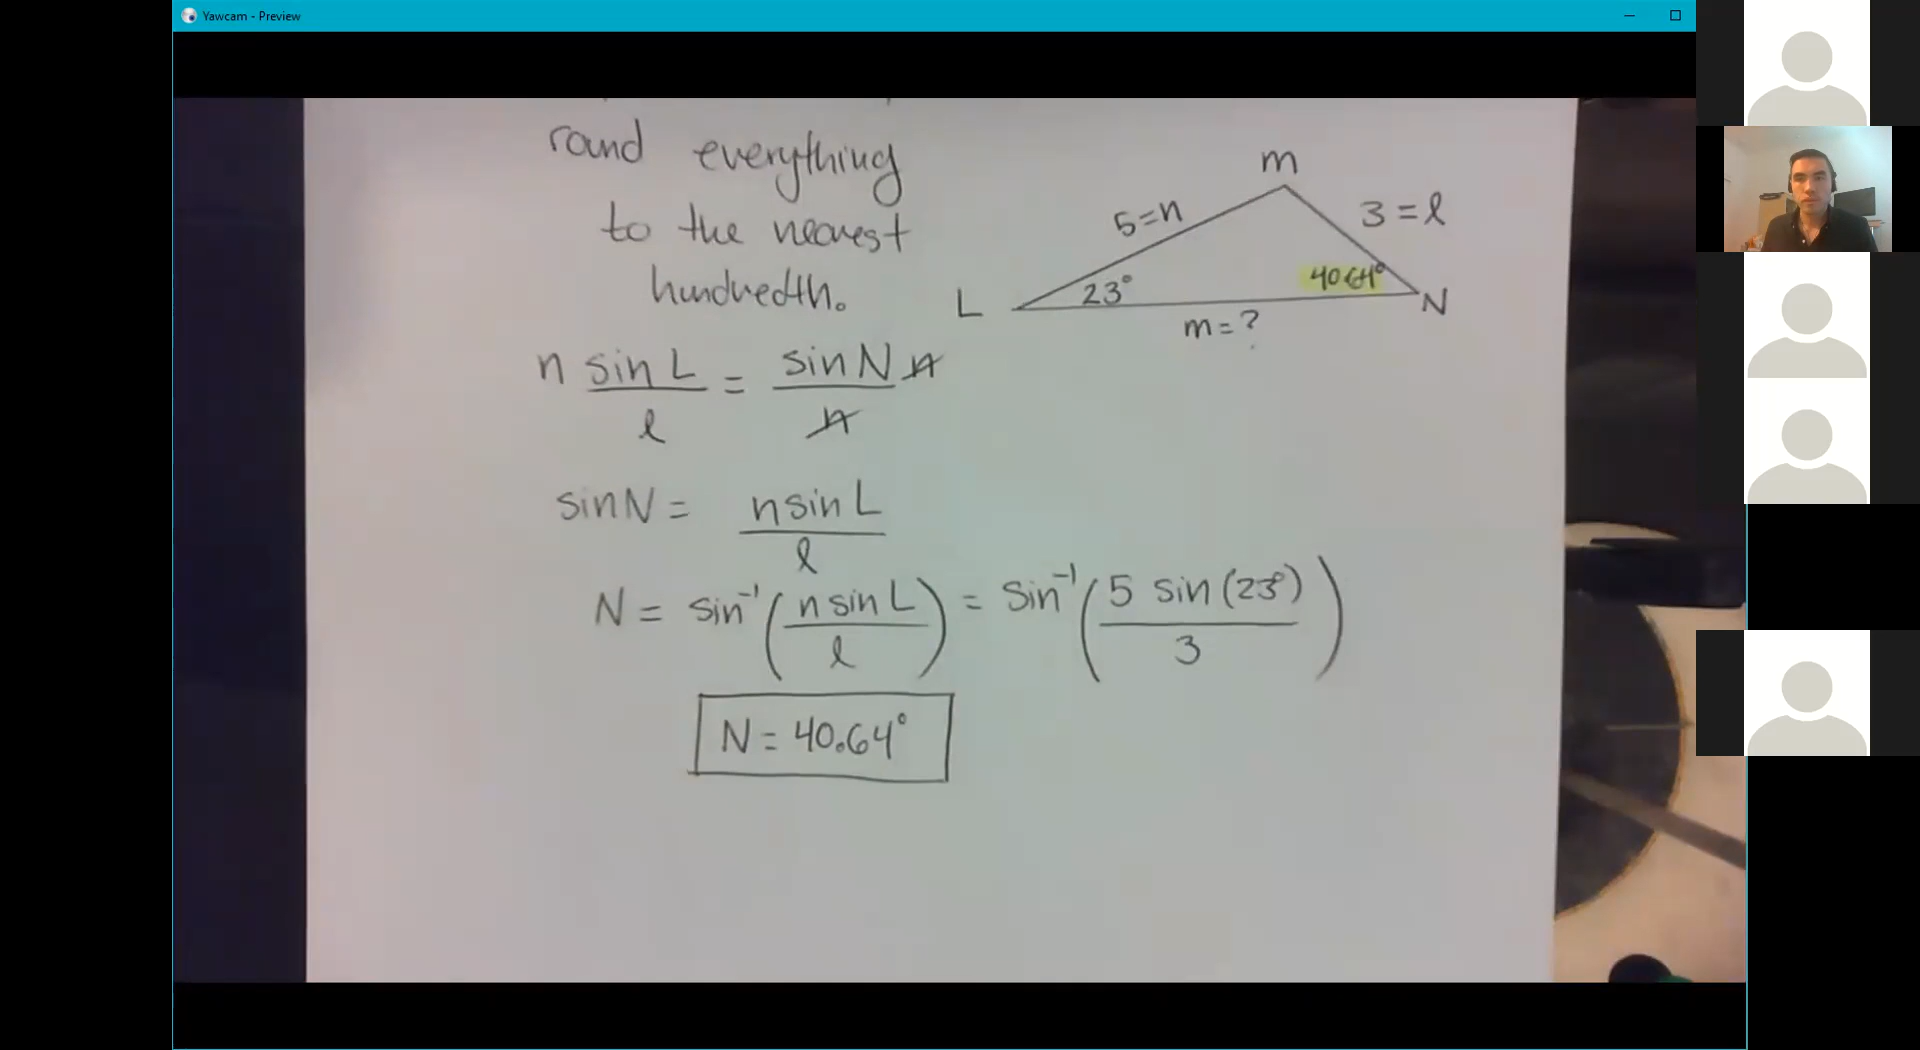 Yawcam - Preview
round everything
to the nearest
hundredth.
m
5=n
3=l
23°
40.64°
L
N
m=?
n sin L / l = sin N n / n
sin N = n sin L / l
N = sin⁻¹ ( n sin L / l ) = sin⁻¹ ( 5 sin (23°) / 3 )
N = 40.64°